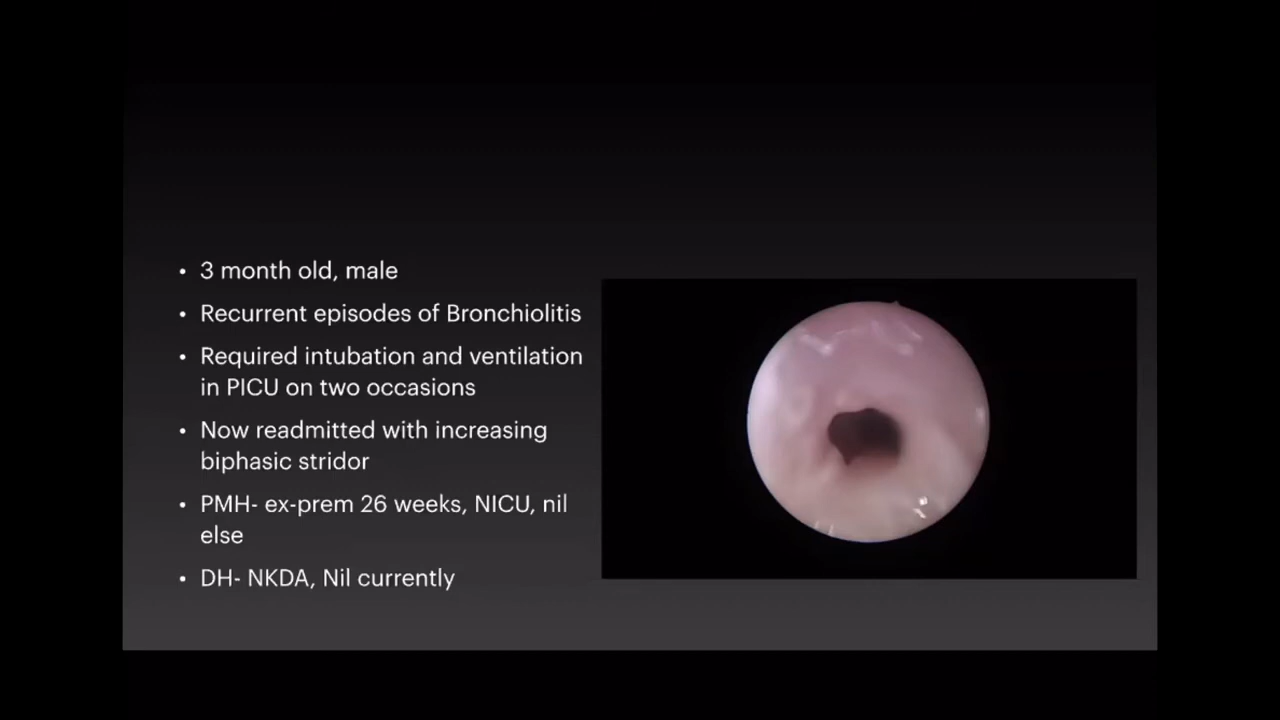 • 3 month old, male
• Recurrent episodes of Bronchiolitis
• Required intubation and ventilation
in PICU on two occasions
• Now readmitted with increasing
biphasic stridor
• PMH- ex-prem 26 weeks, NICU, nil
else
• DH- NKDA, Nil currently